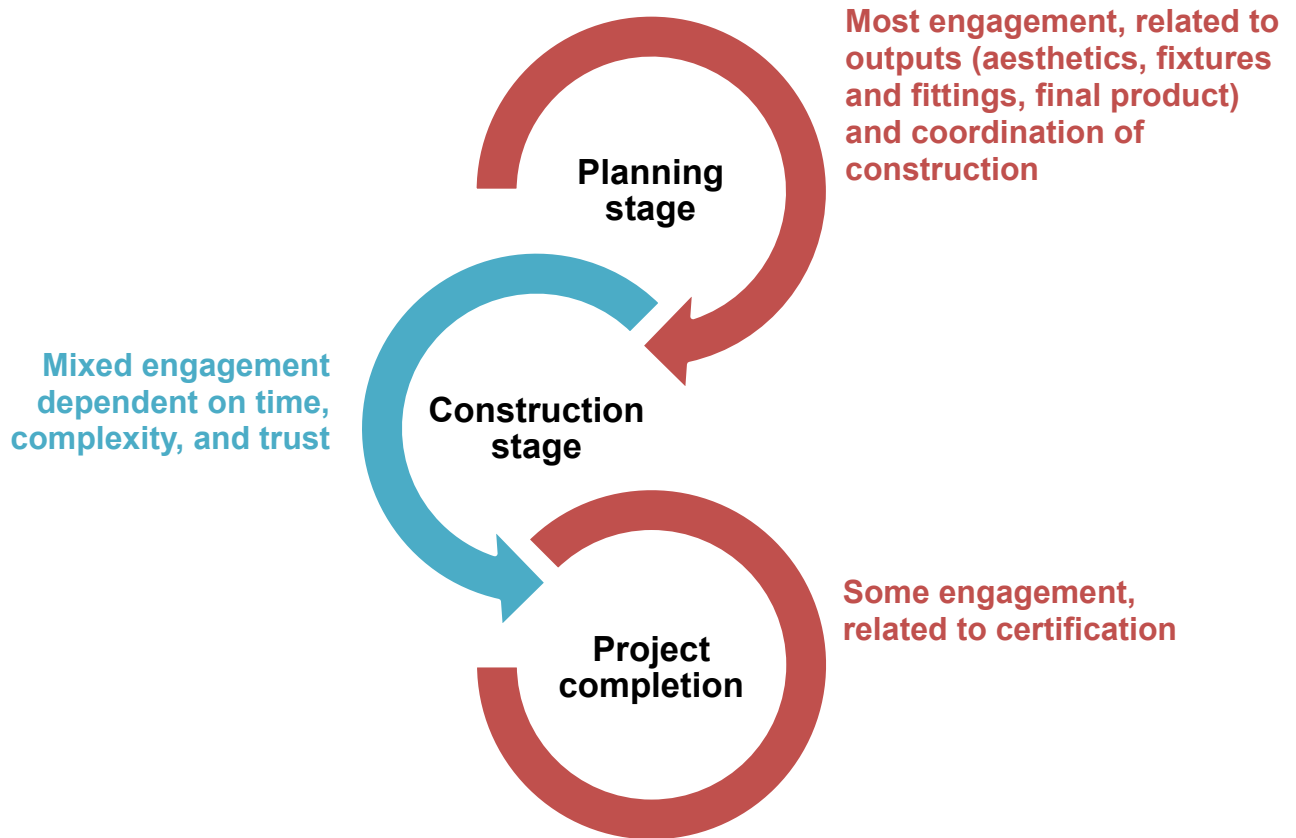 Most engagement, related to
outputs (aesthetics, fixtures
and fittings, final product)
and coordination of
construction
Planning
stage
Mixed engagement
dependent on time,
complexity, and trust
Construction
stage
Some engagement,
related to certification
Project
completion